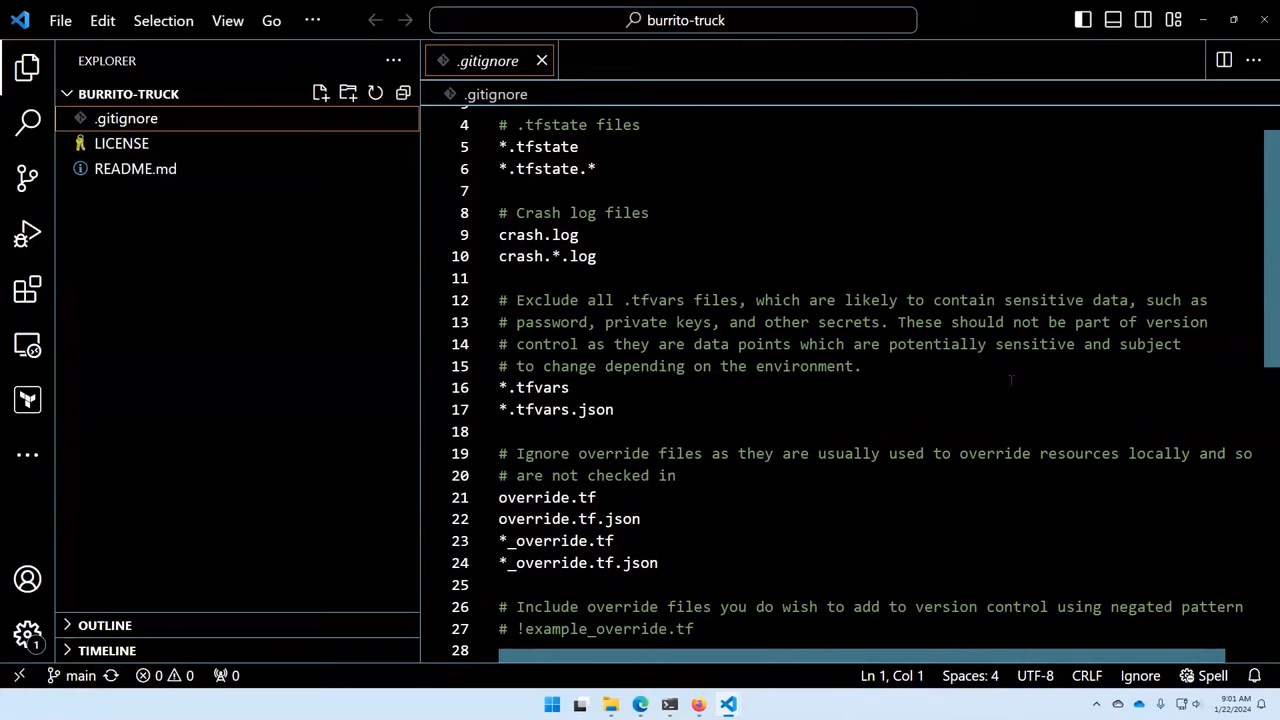 File Edit Selection View Go ···
burrito-truck
EXPLORER
BURRITO-TRUCK
.gitignore
LICENSE
README.md
OUTLINE
TIMELINE
.gitignore
.gitignore
4 # .tfstate files
5 *.tfstate
6 *.tfstate.*
7
8 # Crash log files
9 crash.log
10 crash.*.log
11
12 # Exclude all .tfvars files, which are likely to contain sensitive data, such as
13 # password, private keys, and other secrets. These should not be part of version
14 # control as they are data points which are potentially sensitive and subject
15 # to change depending on the environment.
16 *.tfvars
17 *.tfvars.json
18
19 # Ignore override files as they are usually used to override resources locally and so
20 # are not checked in
21 override.tf
22 override.tf.json
23 *_override.tf
24 *_override.tf.json
25
26 # Include override files you do wish to add to version control using negated pattern
27 # !example_override.tf
28
1
main 0 0 0 Ln 1, Col 1 Spaces: 4 UTF-8 CRLF Ignore Spell
9:01 AM
1/22/2024